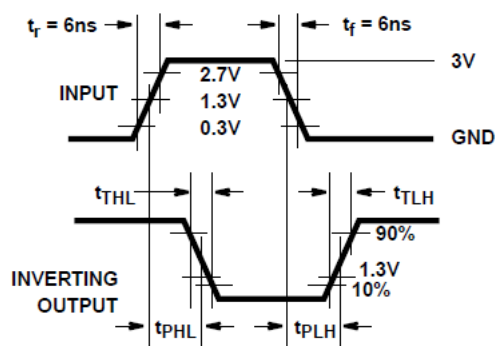 tr = 6ns
tf = 6ns
3V
INPUT
2.7V
1.3V
0.3V
GND
tTHL
tTLH
90%
1.3V
10%
INVERTING
OUTPUT
tPHL
tPLH